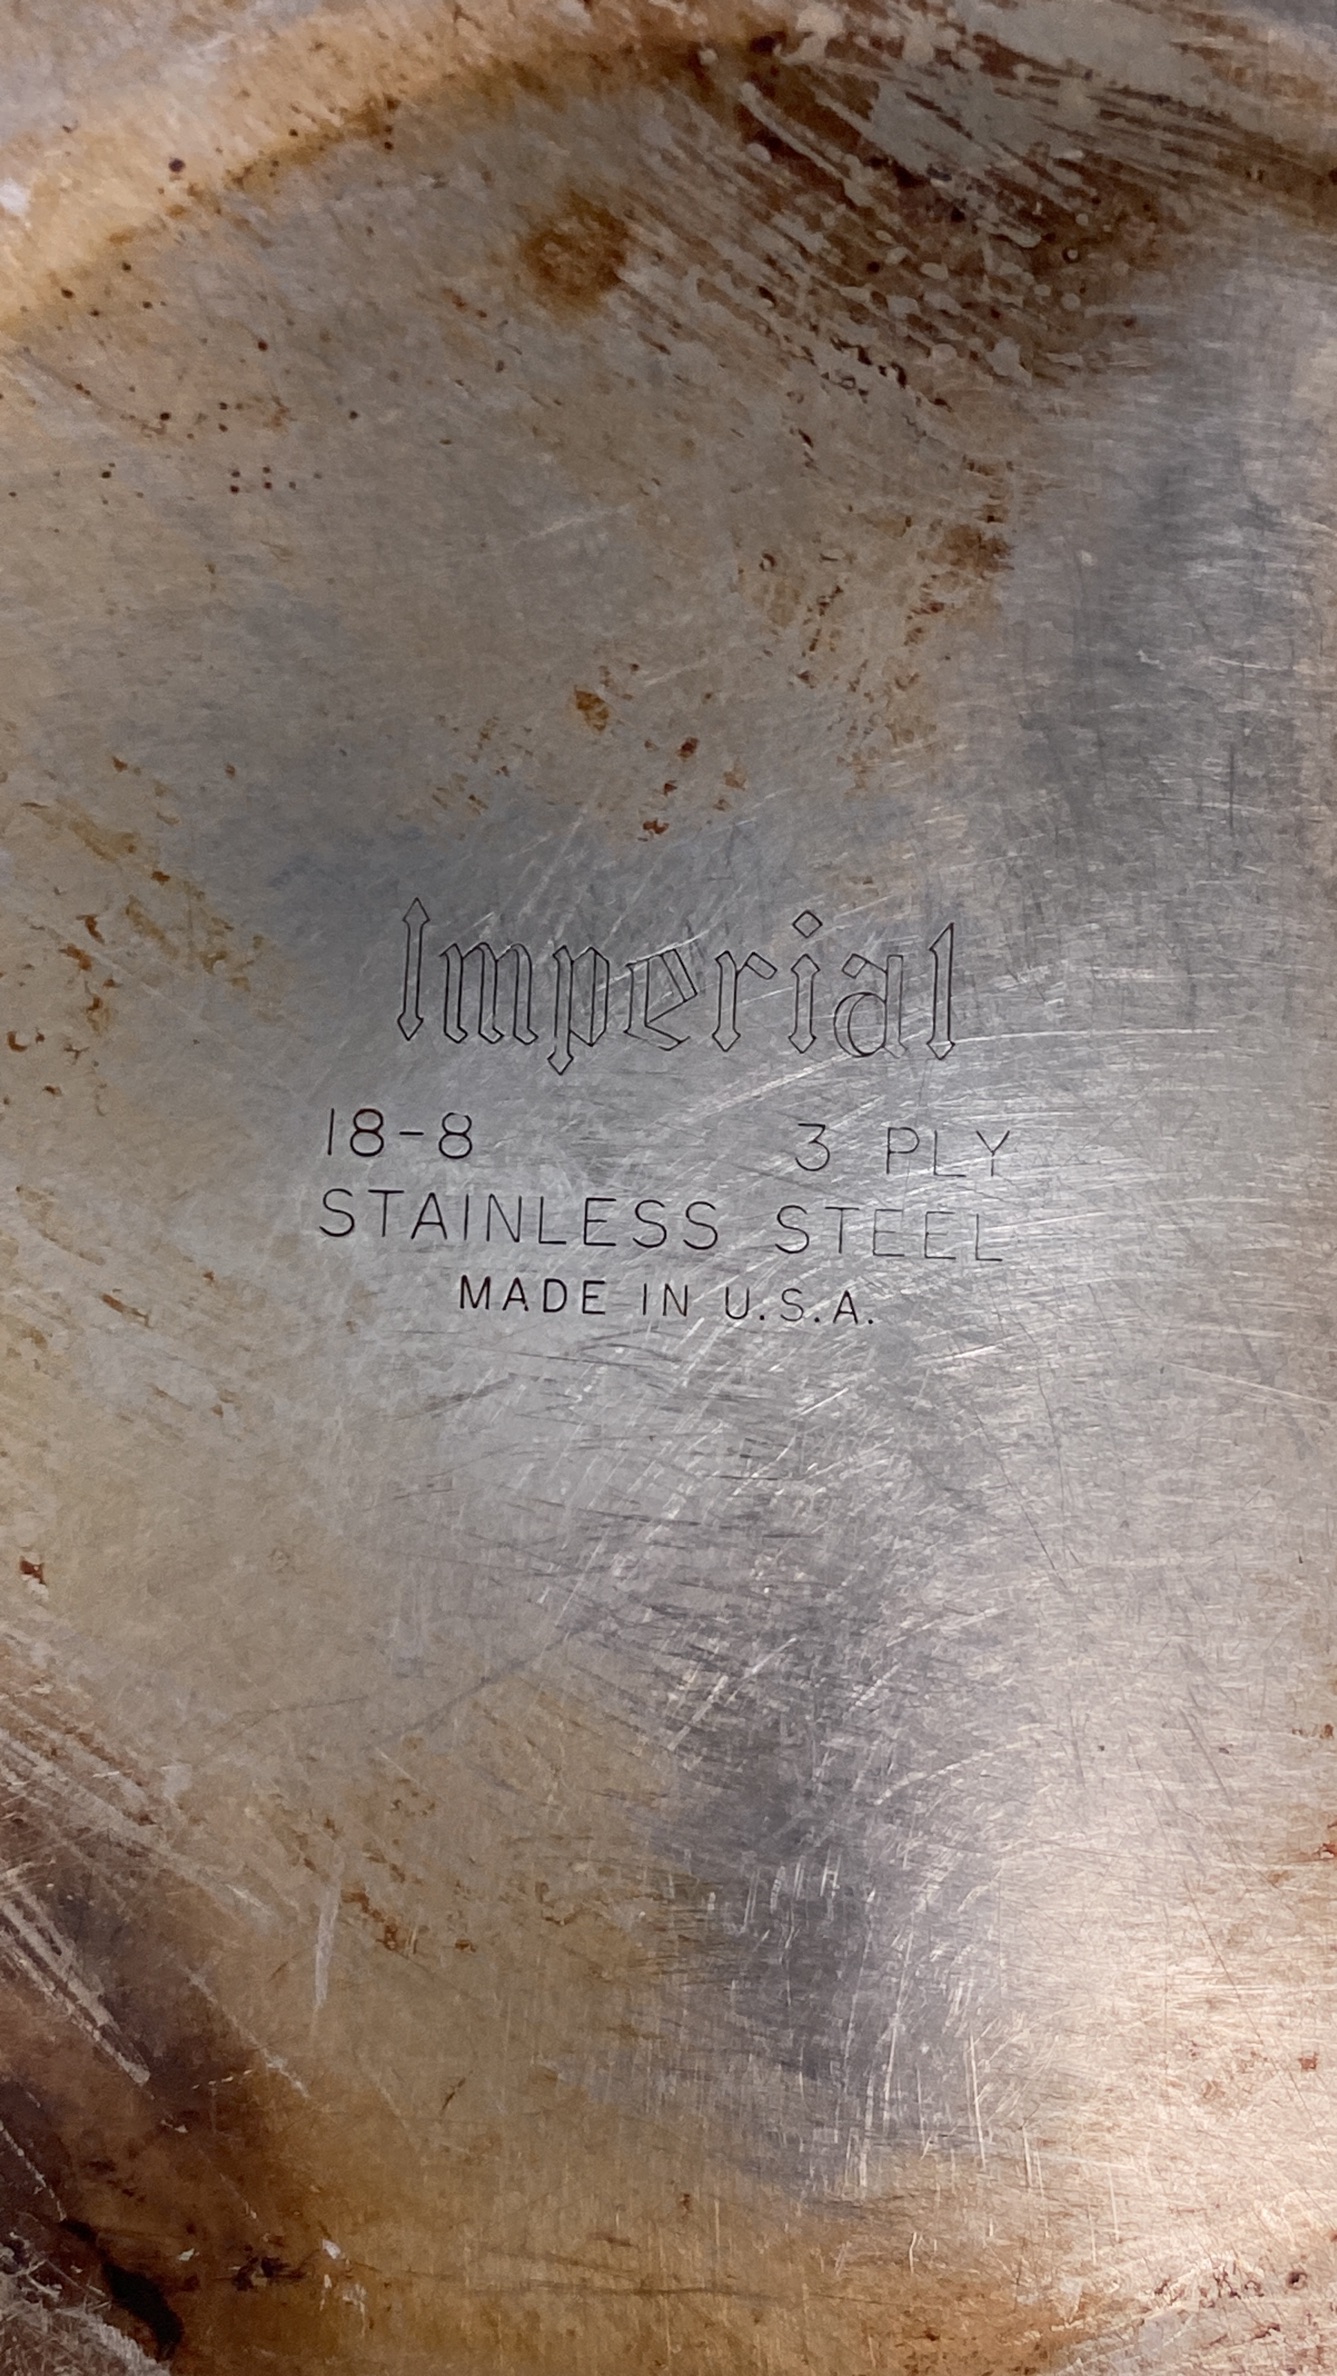 Imperial
18-8 3 PLY
STAINLESS STEEL
MADE IN U.S.A.